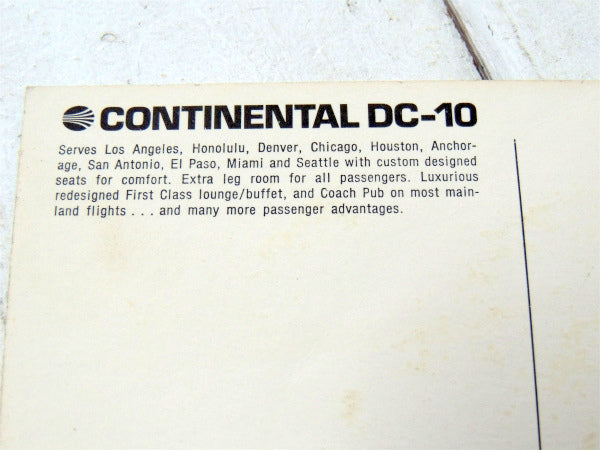 CONTINENTAL DC-10
Serves Los Angeles, Honolulu, Denver, Chicago, Houston, Anchor-
age, San Antonio, El Paso, Miami and Seattle with custom designed
seats for comfort. Extra leg room for all passengers. Luxurious
redesigned First Class lounge/buffet, and Coach Pub on most main-
land flights . . . and many more passenger advantages.